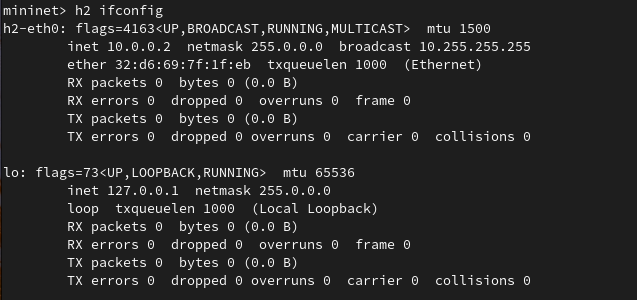 mininet> h2 ifconfig
h2-eth0: flags=4163<UP,BROADCAST,RUNNING,MULTICAST>  mtu 1500
        inet 10.0.0.2  netmask 255.0.0.0  broadcast 10.255.255.255
        ether 32:d6:69:7f:1f:eb  txqueuelen 1000  (Ethernet)
        RX packets 0  bytes 0 (0.0 B)
        RX errors 0  dropped 0  overruns 0  frame 0
        TX packets 0  bytes 0 (0.0 B)
        TX errors 0  dropped 0 overruns 0  carrier 0  collisions 0

lo: flags=73<UP,LOOPBACK,RUNNING>  mtu 65536
        inet 127.0.0.1  netmask 255.0.0.0
        loop  txqueuelen 1000  (Local Loopback)
        RX packets 0  bytes 0 (0.0 B)
        RX errors 0  dropped 0  overruns 0  frame 0
        TX packets 0  bytes 0 (0.0 B)
        TX errors 0  dropped 0 overruns 0  carrier 0  collisions 0